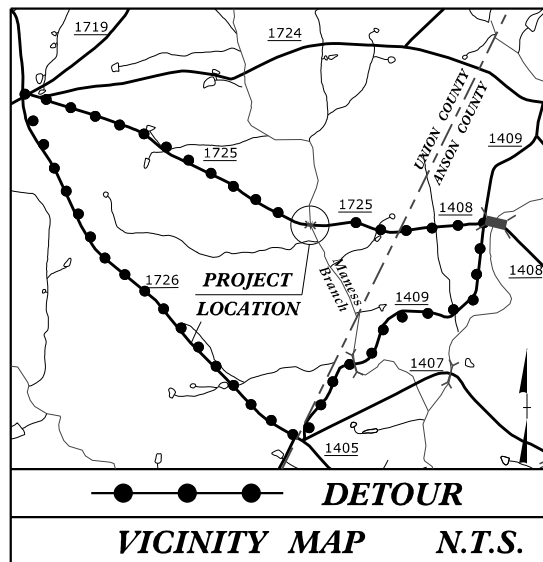 1719
1724
UNION COUNTY
ANSON COUNTY
1409
1725
1725
1408
1408
1726
PROJECT
LOCATION
Maness
Branch
1409
1407
1405
DETOUR
VICINITY MAP N.T.S.